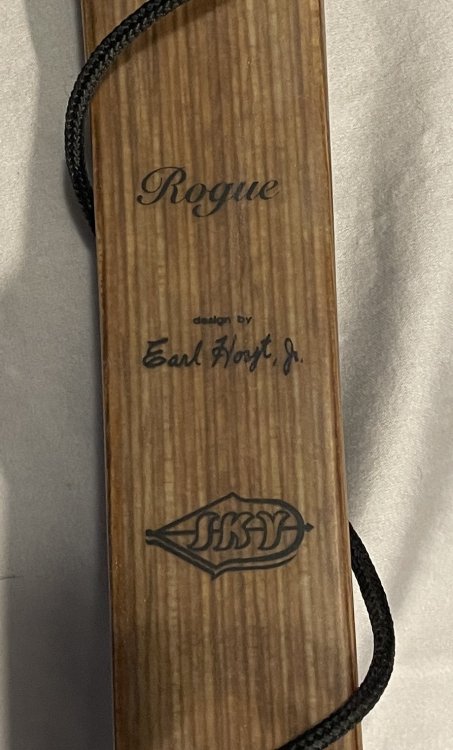 Rogue
design by
Earl Hoyt, Jr.
SKY